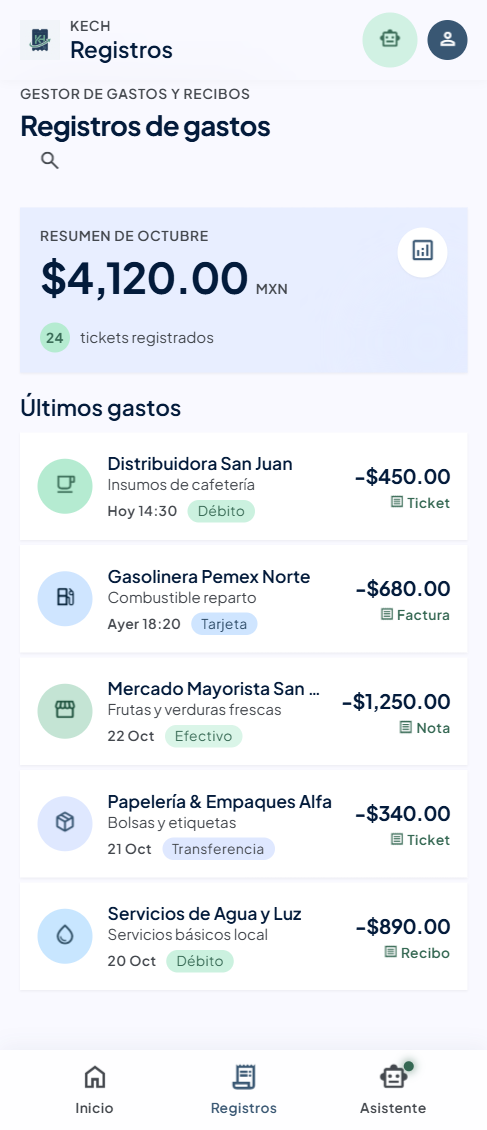 KECH
Registros
GESTOR DE GASTOS Y RECIBOS
Registros de gastos
RESUMEN DE OCTUBRE
$4,120.00 MXN
24 tickets registrados
Últimos gastos
Distribuidora San Juan
Insumos de cafetería
Hoy 14:30 Débito
-$450.00
Ticket
Gasolinera Pemex Norte
Combustible reparto
Ayer 18:20 Tarjeta
-$680.00
Factura
Mercado Mayorista San ...
Frutas y verduras frescas
22 Oct Efectivo
-$1,250.00
Nota
Papelería & Empaques Alfa
Bolsas y etiquetas
21 Oct Transferencia
-$340.00
Ticket
Servicios de Agua y Luz
Servicios básicos local
20 Oct Débito
-$890.00
Recibo
Inicio
Registros
Asistente